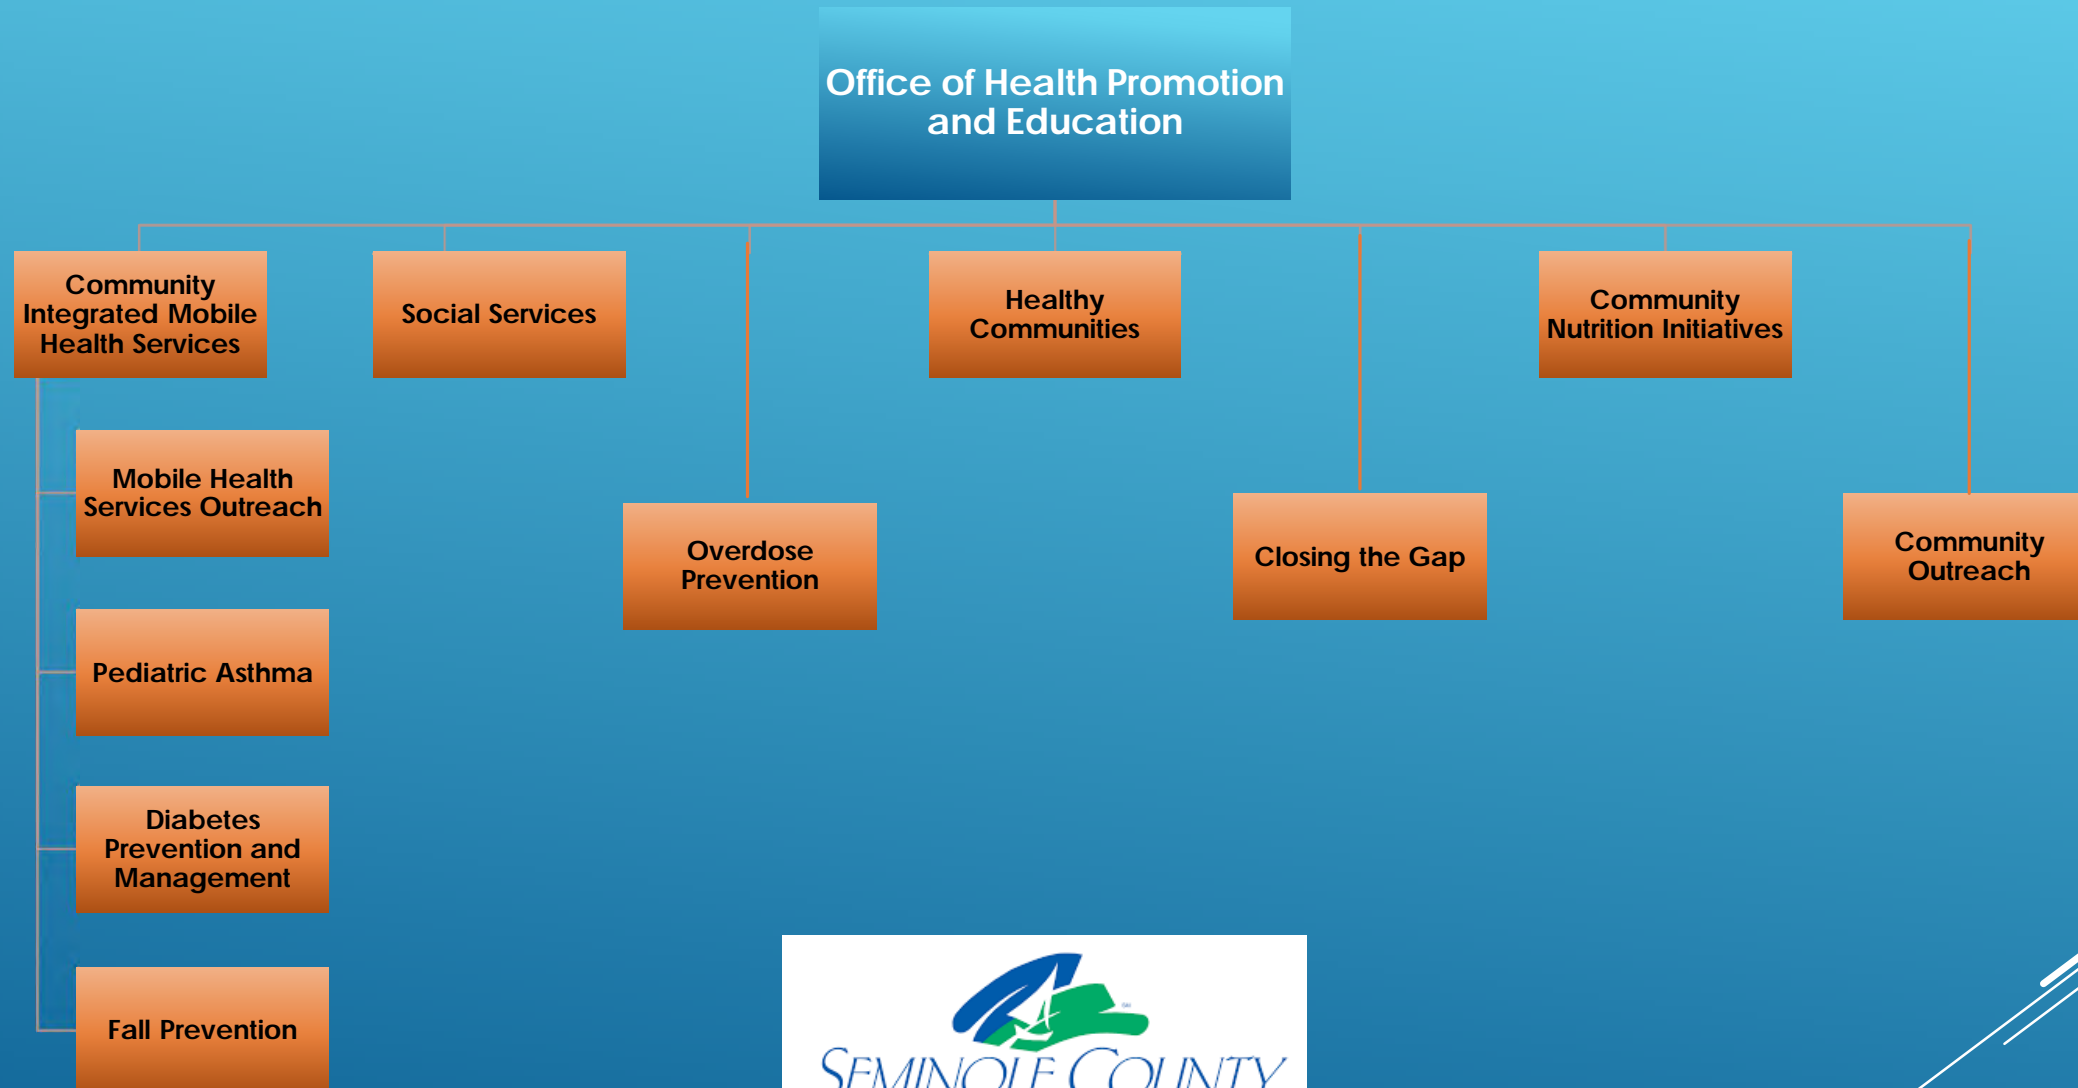 Office of Health Promotion
and Education
Community
Integrated Mobile
Health Services
Social Services
Healthy
Communities
Community
Nutrition Initiatives
Mobile Health
Services Outreach
Overdose
Prevention
Closing the Gap
Community
Outreach
Pediatric Asthma
Diabetes
Prevention and
Management
Fall Prevention
SEMINOLE COUNTY